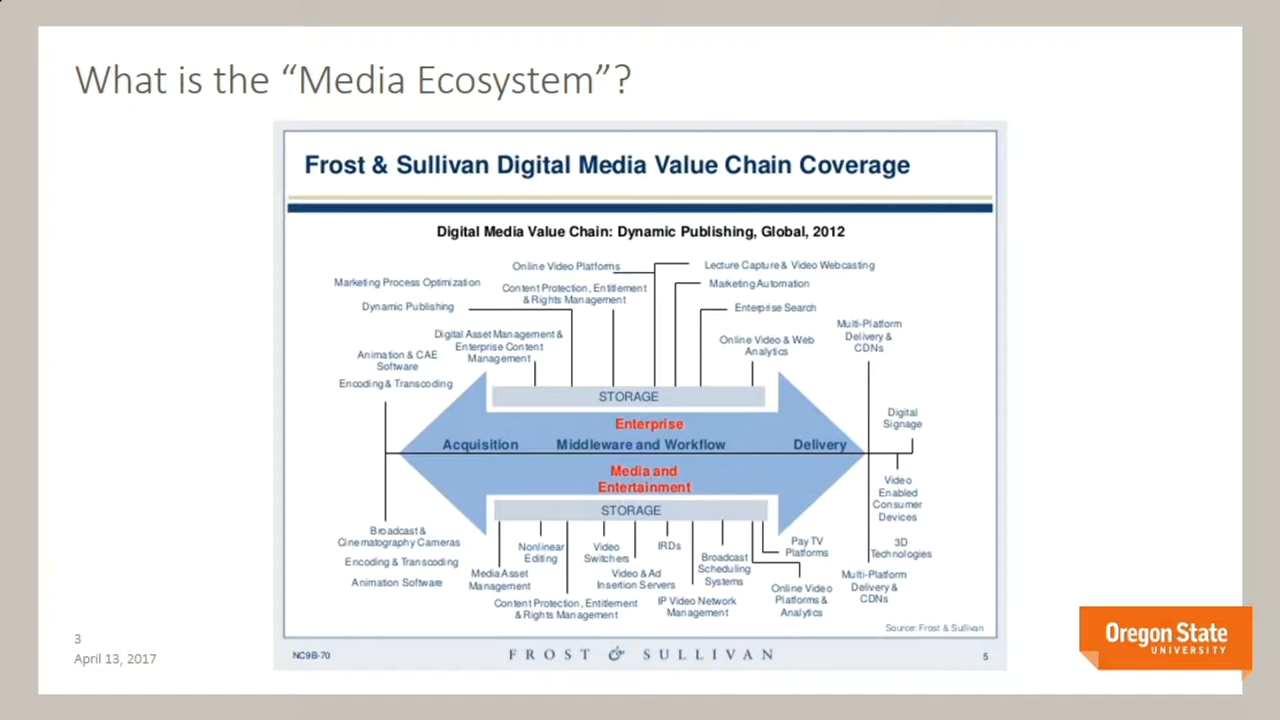 What is the “Media Ecosystem”?
Frost & Sullivan Digital Media Value Chain Coverage
Digital Media Value Chain: Dynamic Publishing, Global, 2012
Online Video Platforms
Lecture Capture & Video Webcasting
Marketing Process Optimization
Content Protection, Entitlement
& Rights Management
Marketing Automation
Dynamic Publishing
Enterprise Search
Digital Asset Management &
Enterprise Content
Management
Online Video & Web
Analytics
Multi-Platform
Delivery &
CDNs
Animation & CAE
Software
Encoding & Transcoding
STORAGE
Enterprise
Acquisition
Middleware and Workflow
Delivery
Media and
Entertainment
STORAGE
Digital
Signage
Video
Enabled
Consumer
Devices
3D
Technologies
Multi-Platform
Delivery &
CDNs
Broadcast &
Cinematography Cameras
Encoding & Transcoding
Animation Software
Nonlinear
Editing
Video
Switchers
IRDs
Broadcast
Scheduling
Systems
Pay TV
Platforms
Media Asset
Management
Video & Ad
Insertion Servers
Online Video
Platforms &
Analytics
Content Protection, Entitlement
& Rights Management
IP Video Network
Management
Source: Frost & Sullivan
NC9B-70
FROST & SULLIVAN
5
3
April 13, 2017
Oregon State
UNIVERSITY